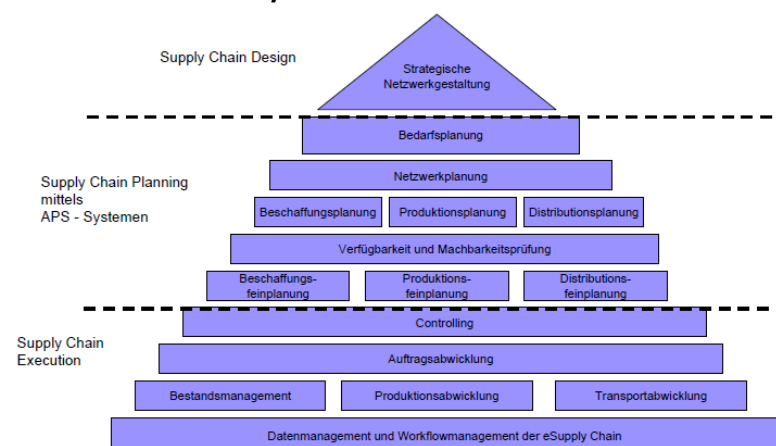 Supply Chain Design
Strategische
Netzwerkgestaltung
Bedarfsplanung
Supply Chain Planning
mittels
APS - Systemen
Netzwerkplanung
Beschaffungsplanung
Produktionsplanung
Distributionsplanung
Verfügbarkeit und Machbarkeitsprüfung
Beschaffungs-
feinplanung
Produktions-
feinplanung
Distributions-
feinplanung
Supply Chain
Execution
Controlling
Auftragsabwicklung
Bestandsmanagement
Produktionsabwicklung
Transportabwicklung
Datenmanagement und Workflowmanagement der eSupply Chain